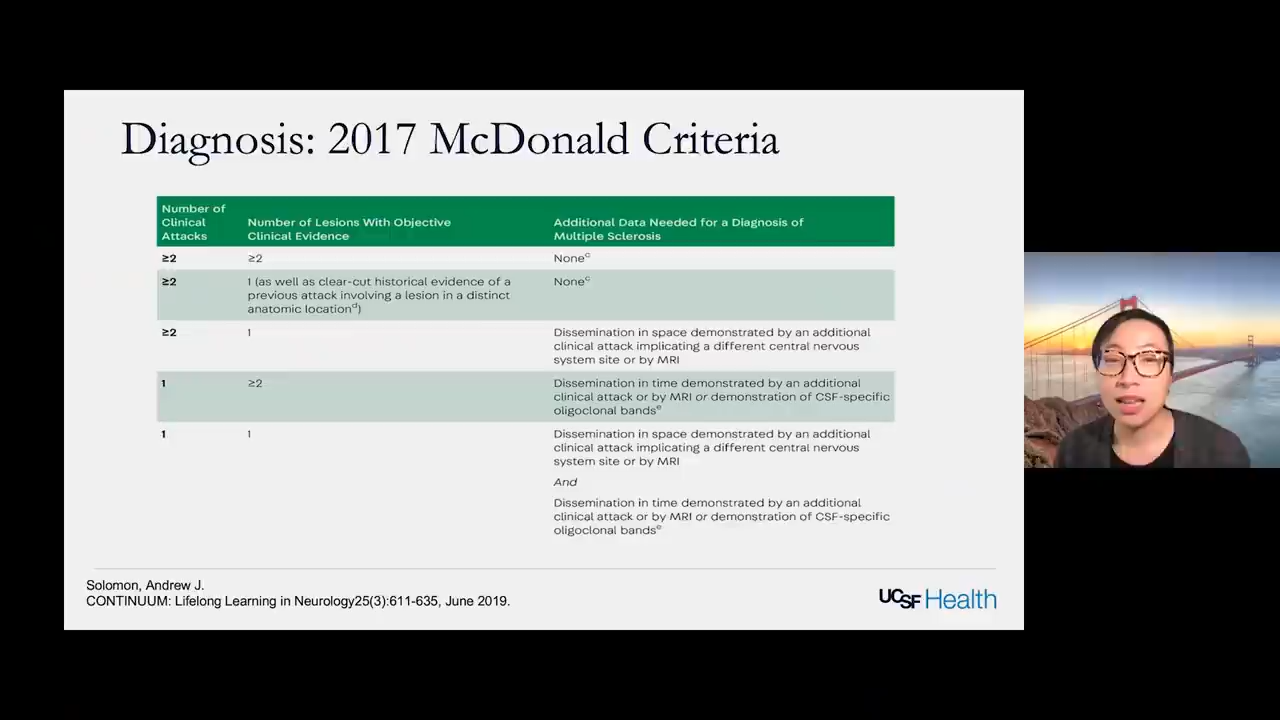 Diagnosis: 2017 McDonald Criteria
Number of
Clinical
Attacks
Number of Lesions With Objective
Clinical Evidence
Additional Data Needed for a Diagnosis of
Multiple Sclerosis
≥2
≥2
Noneᶜ
≥2
1 (as well as clear-cut historical evidence of a
previous attack involving a lesion in a distinct
anatomic locationᵈ)
Noneᶜ
≥2
1
Dissemination in space demonstrated by an additional
clinical attack implicating a different central nervous
system site or by MRI
1
≥2
Dissemination in time demonstrated by an additional
clinical attack or by MRI or demonstration of CSF-specific
oligoclonal bandsᵉ
1
1
Dissemination in space demonstrated by an additional
clinical attack implicating a different central nervous
system site or by MRI
And
Dissemination in time demonstrated by an additional
clinical attack or by MRI or demonstration of CSF-specific
oligoclonal bandsᵉ
Solomon, Andrew J.
CONTINUUM: Lifelong Learning in Neurology25(3):611-635, June 2019.
UCSF Health